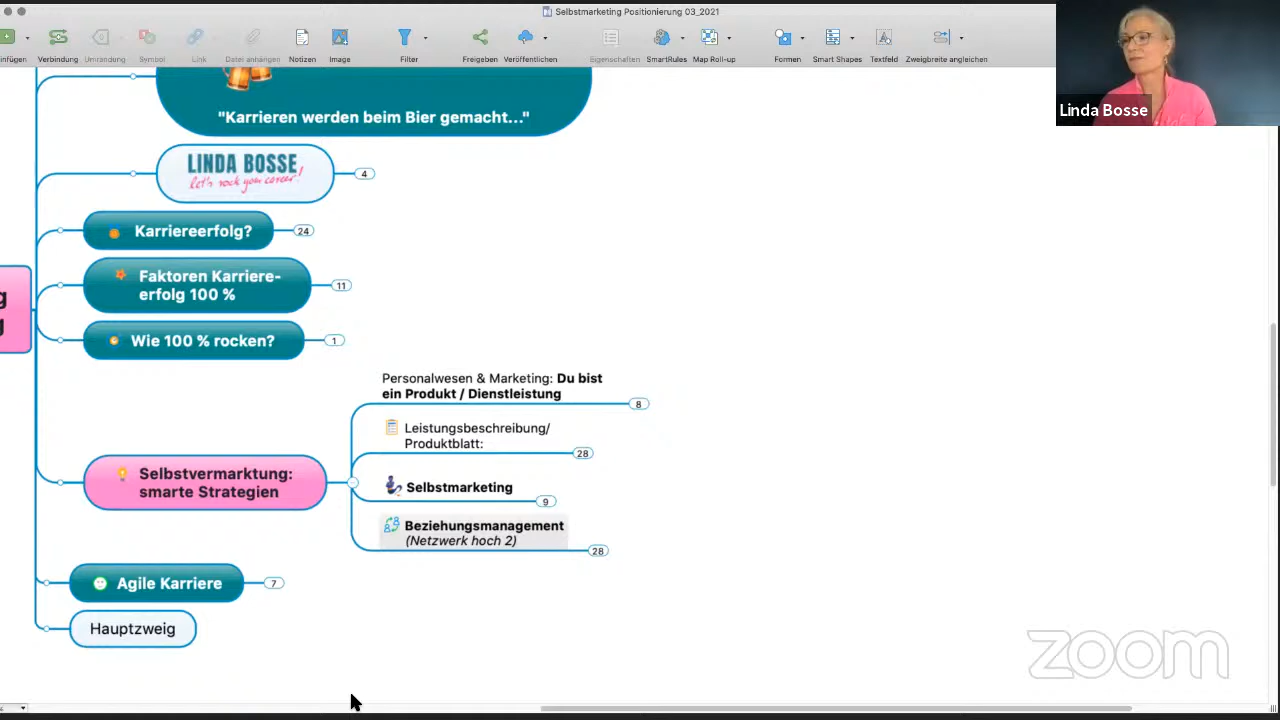 Selbstmarketing Positionierung 03_2021
infügen
Verbindung
Umrandung
Symbol
Link
Datei anhängen
Notizen
Image
Filter
Freigeben
Veröffentlichen
Eigenschaften
SmartRules
Map Roll-up
Formen
Smart Shapes
Textfeld
Zweigbreite angleichen
Linda Bosse
"Karrieren werden beim Bier gemacht..."
LINDA BOSSE
let's rock your career!
4
Karriereerfolg?
24
Faktoren Karriere-
erfolg 100 %
11
g
g
Wie 100 % rocken?
1
Personalwesen & Marketing: Du bist
ein Produkt / Dienstleistung
8
Leistungsbeschreibung/
Produktblatt:
28
Selbstvermarktung:
smarte Strategien
Selbstmarketing
9
Beziehungsmanagement
(Netzwerk hoch 2)
28
Agile Karriere
7
Hauptzweig
zoom